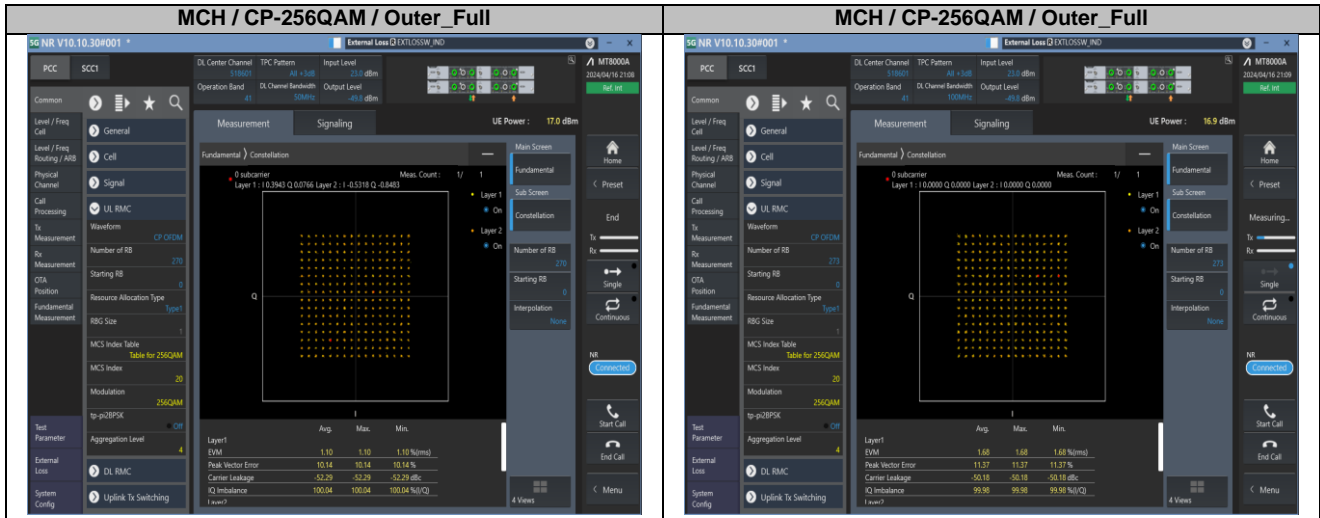 MCH / CP-256QAM / Outer_Full
SG NR V10.10.30#001 *
External Loss EXTLOSSW_IND
PCC SCC1
DL Center Channel TPC Pattern Input Level
518601 All +3dB 23.0 dBm
Operation Band DL Channel Bandwidth Output Level
41 50MHz -49.8 dBm
MT8000A
2024/04/16 21:08
Ref. Int
Common
Level / Freq
Cell
Level / Freq
Routing / ARB
Physical
Channel
Call
Processing
Tx
Measurement
Rx
Measurement
OTA
Position
Fundamental
Measurement
Test
Parameter
External
Loss
System
Config
General
Cell
Signal
UL RMC
Waveform
CP OFDM
Number of RB
270
Starting RB
0
Resource Allocation Type
Type1
RBG Size
1
MCS Index Table
Table for 256QAM
MCS Index
20
Modulation
256QAM
tp-pi2BPSK
Off
Aggregation Level
4
DL RMC
Uplink Tx Switching
Measurement Signaling UE Power : 17.0 dBm
Fundamental Constellation
0 subcarrier Meas. Count : 1/ 1
Layer 1 : I 0.3943 Q 0.0766 Layer 2 : I -0.5318 Q -0.8483
Layer 1
On
Layer 2
On
Q
I
Avg. Max. Min.
Layer1
EVM 1.10 1.10 1.10 %(rms)
Peak Vector Error 10.14 10.14 10.14 %
Carrier Leakage -52.29 -52.29 -52.29 dBc
IQ Imbalance 100.04 100.04 100.04 %(I/Q)
Layer2
Main Screen
Fundamental
Sub Screen
Constellation
Number of RB
270
Starting RB
0
Interpolation
None
4 Views
Home
Preset
End
Tx
Rx
Single
Continuous
NR
Connected
Start Call
End Call
Menu
MCH / CP-256QAM / Outer_Full
SG NR V10.10.30#001 *
External Loss EXTLOSSW_IND
PCC SCC1
DL Center Channel TPC Pattern Input Level
518601 All +3dB 23.0 dBm
Operation Band DL Channel Bandwidth Output Level
41 100MHz -49.8 dBm
MT8000A
2024/04/16 21:09
Ref. Int
Common
Level / Freq
Cell
Level / Freq
Routing / ARB
Physical
Channel
Call
Processing
Tx
Measurement
Rx
Measurement
OTA
Position
Fundamental
Measurement
Test
Parameter
External
Loss
System
Config
General
Cell
Signal
UL RMC
Waveform
CP OFDM
Number of RB
273
Starting RB
0
Resource Allocation Type
Type1
RBG Size
1
MCS Index Table
Table for 256QAM
MCS Index
20
Modulation
256QAM
tp-pi2BPSK
Off
Aggregation Level
4
DL RMC
Uplink Tx Switching
Measurement Signaling UE Power : 16.9 dBm
Fundamental Constellation
0 subcarrier Meas. Count : 1/ 1
Layer 1 : I 0.0000 Q 0.0000 Layer 2 : I 0.0000 Q 0.0000
Layer 1
On
Layer 2
On
Q
I
Avg. Max. Min.
Layer1
EVM 1.68 1.68 1.68 %(rms)
Peak Vector Error 11.37 11.37 11.37 %
Carrier Leakage -50.18 -50.18 -50.18 dBc
IQ Imbalance 99.98 99.98 99.98 %(I/Q)
Layer2
Main Screen
Fundamental
Sub Screen
Constellation
Number of RB
273
Starting RB
0
Interpolation
None
4 Views
Home
Preset
Measuring...
Tx
Rx
Single
Continuous
NR
Connected
Start Call
End Call
Menu